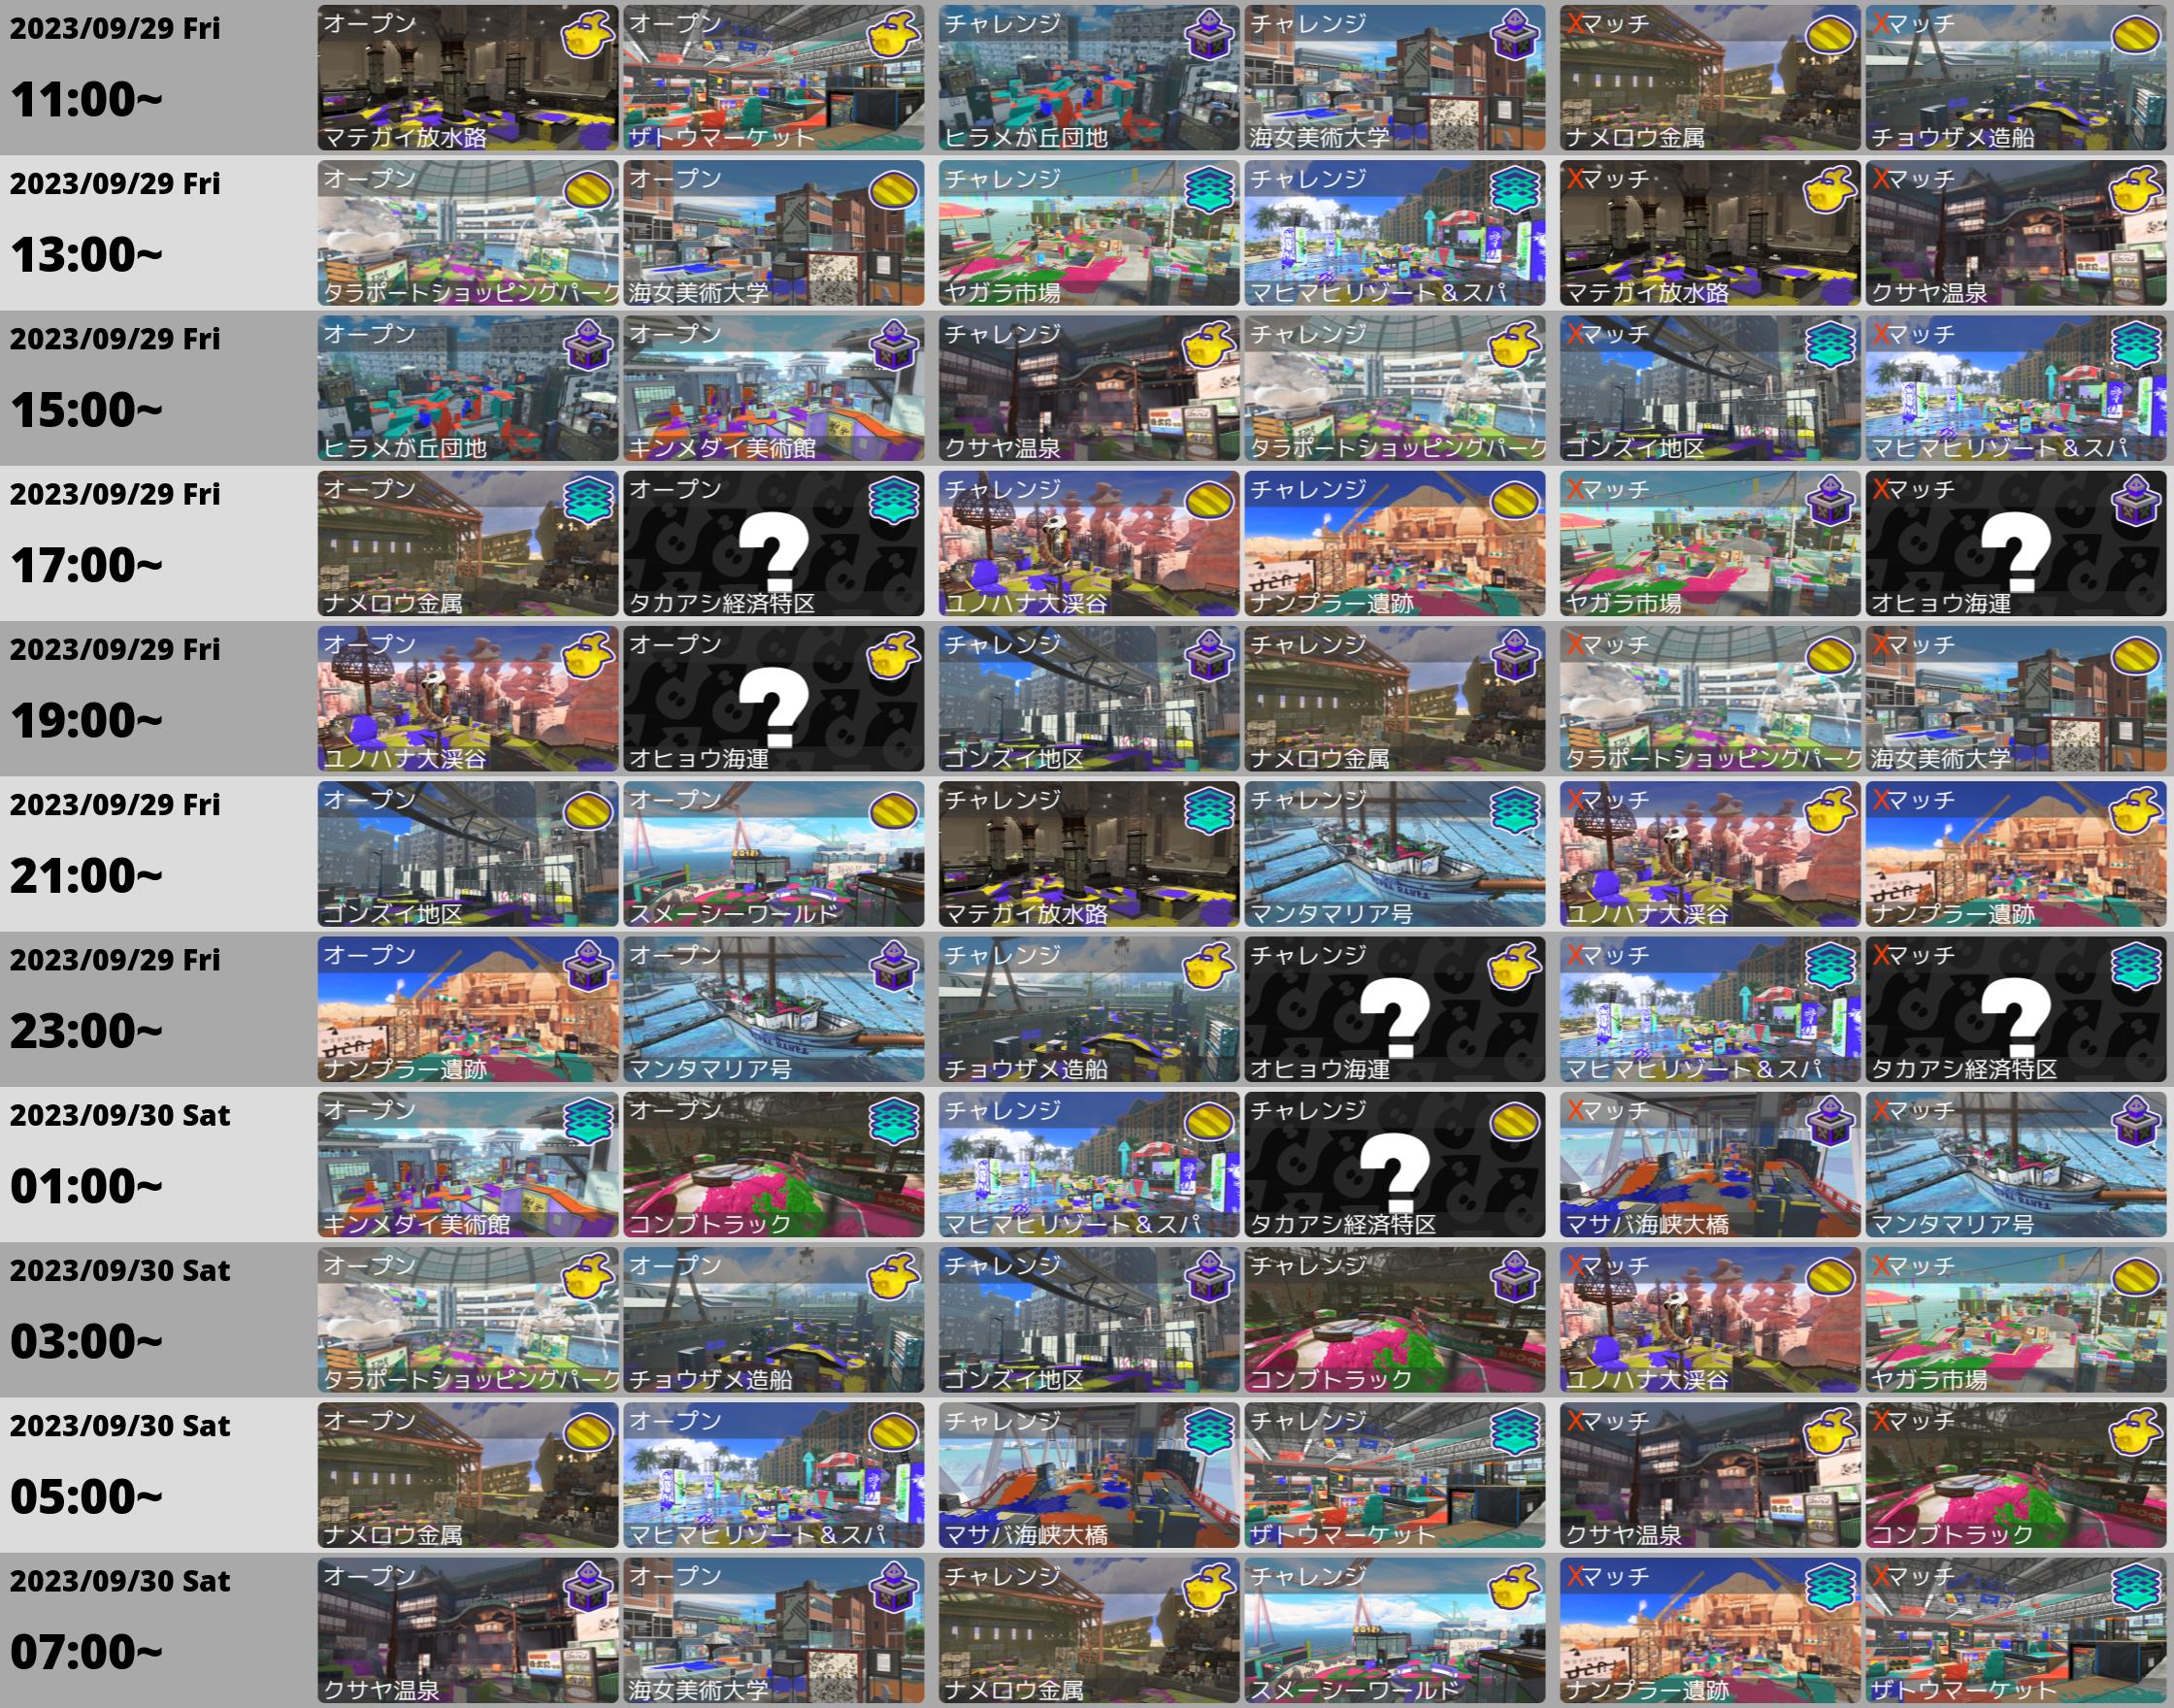 2023/09/29 Fri
11:00~
オープン
マテガイ放水路
オープン
ザトウマーケット
チャレンジ
ヒラメが丘団地
チャレンジ
海女美術大学
Xマッチ
ナメロウ金属
Xマッチ
チョウザメ造船
2023/09/29 Fri
13:00~
オープン
タラポートショッピングパーク
オープン
海女美術大学
チャレンジ
ヤガラ市場
チャレンジ
マヒマヒリゾート&スパ
Xマッチ
マテガイ放水路
Xマッチ
クサヤ温泉
2023/09/29 Fri
15:00~
オープン
ヒラメが丘団地
オープン
キンメダイ美術館
チャレンジ
クサヤ温泉
チャレンジ
タラポートショッピングパーク
Xマッチ
ゴンズイ地区
Xマッチ
マヒマヒリゾート&スパ
2023/09/29 Fri
17:00~
オープン
ナメロウ金属
オープン
?
タカアシ経済特区
チャレンジ
ユノハナ大渓谷
チャレンジ
ナンプラー遺跡
Xマッチ
ヤガラ市場
Xマッチ
?
オヒョウ海運
2023/09/29 Fri
19:00~
オープン
ユノハナ大渓谷
オープン
?
オヒョウ海運
チャレンジ
ゴンズイ地区
チャレンジ
ナメロウ金属
Xマッチ
タラポートショッピングパーク
Xマッチ
海女美術大学
2023/09/29 Fri
21:00~
オープン
ゴンズイ地区
オープン
スメーシーワールド
チャレンジ
マテガイ放水路
チャレンジ
マンタマリア号
Xマッチ
ユノハナ大渓谷
Xマッチ
ナンプラー遺跡
2023/09/29 Fri
23:00~
オープン
ナンプラー遺跡
オープン
マンタマリア号
チャレンジ
チョウザメ造船
チャレンジ
?
オヒョウ海運
Xマッチ
マヒマヒリゾート&スパ
Xマッチ
?
タカアシ経済特区
2023/09/30 Sat
01:00~
オープン
キンメダイ美術館
オープン
コンブトラック
チャレンジ
マヒマヒリゾート&スパ
チャレンジ
?
タカアシ経済特区
Xマッチ
マサバ海峡大橋
Xマッチ
マンタマリア号
2023/09/30 Sat
03:00~
オープン
タラポートショッピングパーク
オープン
チョウザメ造船
チャレンジ
ゴンズイ地区
チャレンジ
コンブトラック
Xマッチ
ユノハナ大渓谷
Xマッチ
ヤガラ市場
2023/09/30 Sat
05:00~
オープン
ナメロウ金属
オープン
マヒマヒリゾート&スパ
チャレンジ
マサバ海峡大橋
チャレンジ
ザトウマーケット
Xマッチ
クサヤ温泉
Xマッチ
コンブトラック
2023/09/30 Sat
07:00~
オープン
クサヤ温泉
オープン
海女美術大学
チャレンジ
ナメロウ金属
チャレンジ
スメーシーワールド
Xマッチ
ナンプラー遺跡
Xマッチ
ザトウマーケット